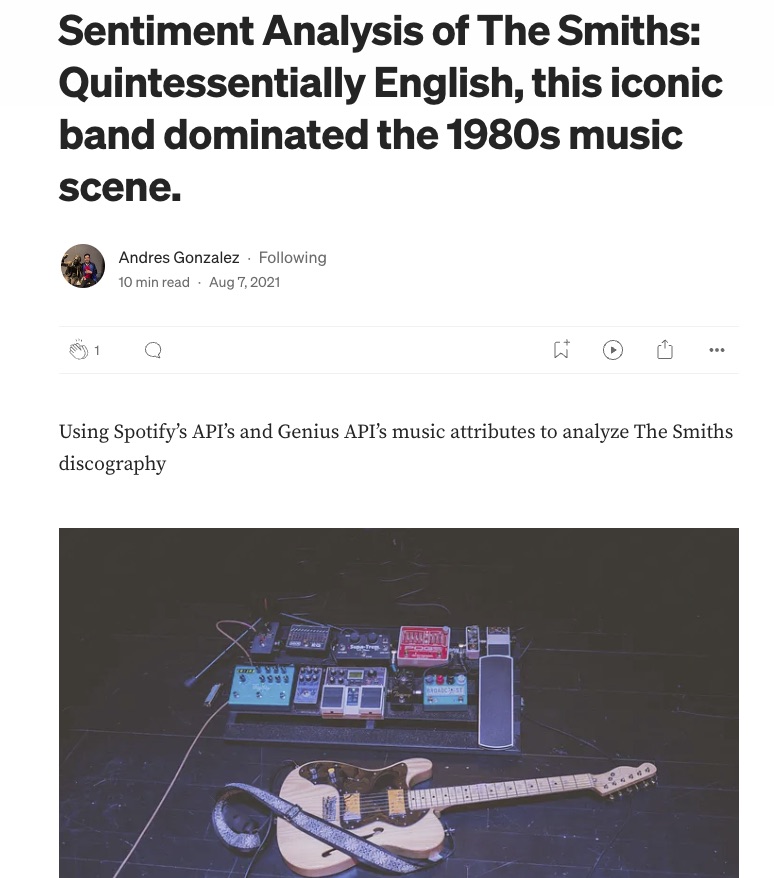 Sentiment Analysis of The Smiths:
Quintessentially English, this iconic
band dominated the 1980s music
scene.
Andres Gonzalez · Following
10 min read · Aug 7, 2021
1
Using Spotify’s API’s and Genius API’s music attributes to analyze The Smiths
discography
EQ
POG2